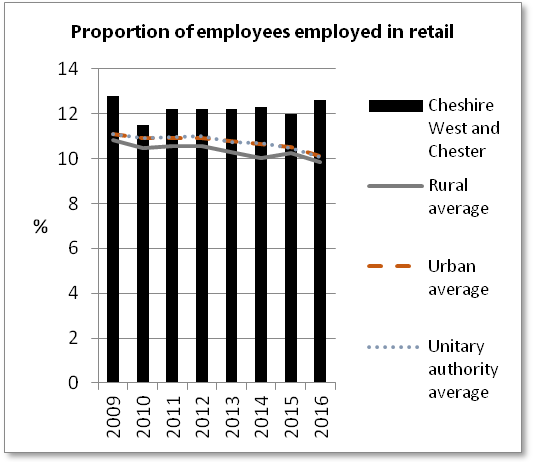 Proportion of employees employed in retail
14
12
10
8
6
4
2
0
%
2009
2010
2011
2012
2013
2014
2015
2016
Cheshire
West and
Chester
Rural
average
Urban
average
Unitary
authority
average